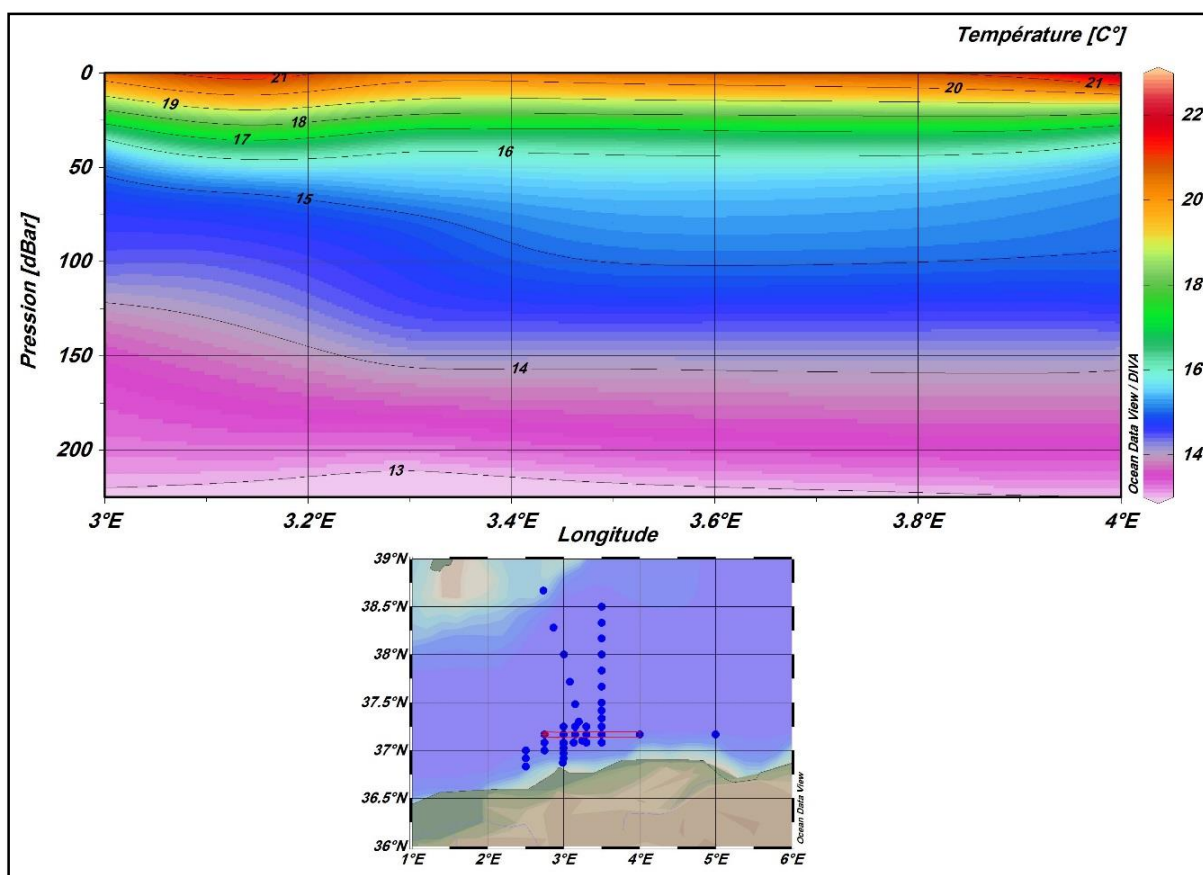 Température [C°]
0
50
100
150
200
Pression [dBar]
21
19
18
17
16
15
14
13
20
21
22
20
18
16
14
Ocean Data View / DIVA
3°E
3.2°E
3.4°E
3.6°E
3.8°E
4°E
Longitude
39°N
38.5°N
38°N
37.5°N
37°N
36.5°N
36°N
1°E
2°E
3°E
4°E
5°E
6°E
Ocean Data View